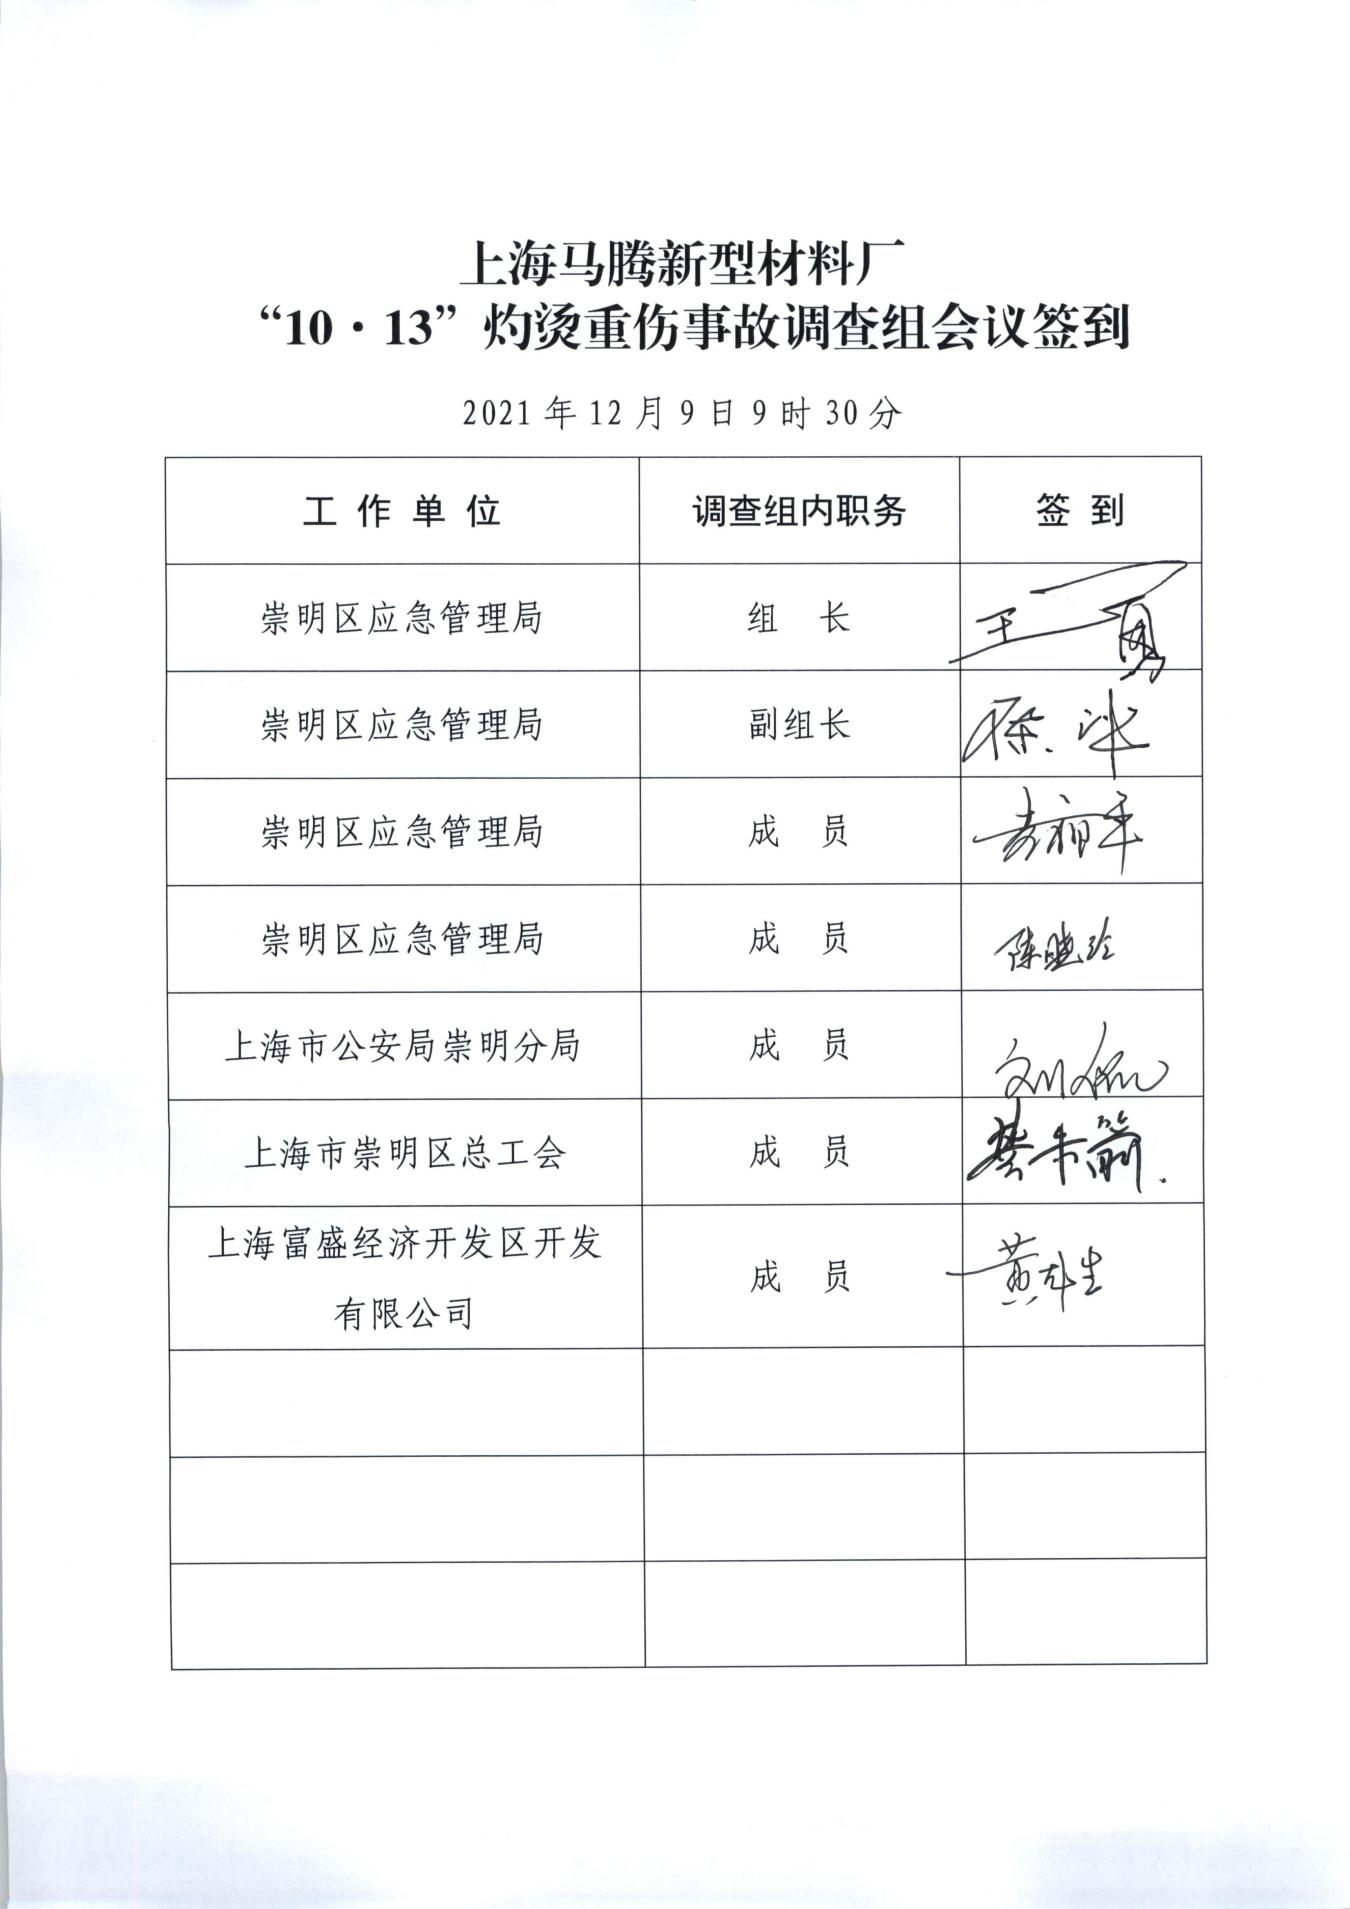 上海马腾新型材料厂
“10·13”灼烫重伤事故调查组会议签到
2021年12月9日9时30分
工作单位 调查组内职务 签到
崇明区应急管理局 组 长
崇明区应急管理局 副组长
崇明区应急管理局 成 员
崇明区应急管理局 成 员 陈晓玲
上海市公安局崇明分局 成 员
上海市崇明区总工会 成 员
上海富盛经济开发区开发
有限公司 成 员